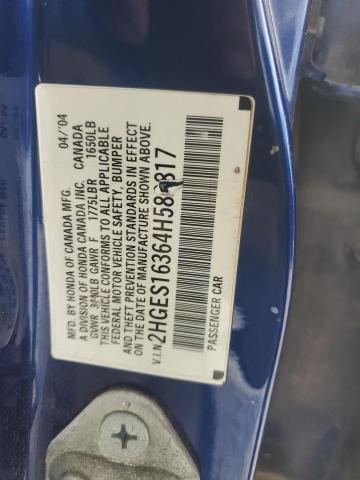 MFD. BY HONDA OF CANADA MFG. 04/'04
A DIVISION OF HONDA CANADA INC., CANADA
GVWR 3440LB GAWR F 1775LB R 1650LB
THIS VEHICLE CONFORMS TO ALL APPLICABLE
FEDERAL MOTOR VEHICLE SAFETY, BUMPER
AND THEFT PREVENTION STANDARDS IN EFFECT
ON THE DATE OF MANUFACTURE SHOWN ABOVE.
V.I.N.
PASSENGER CAR